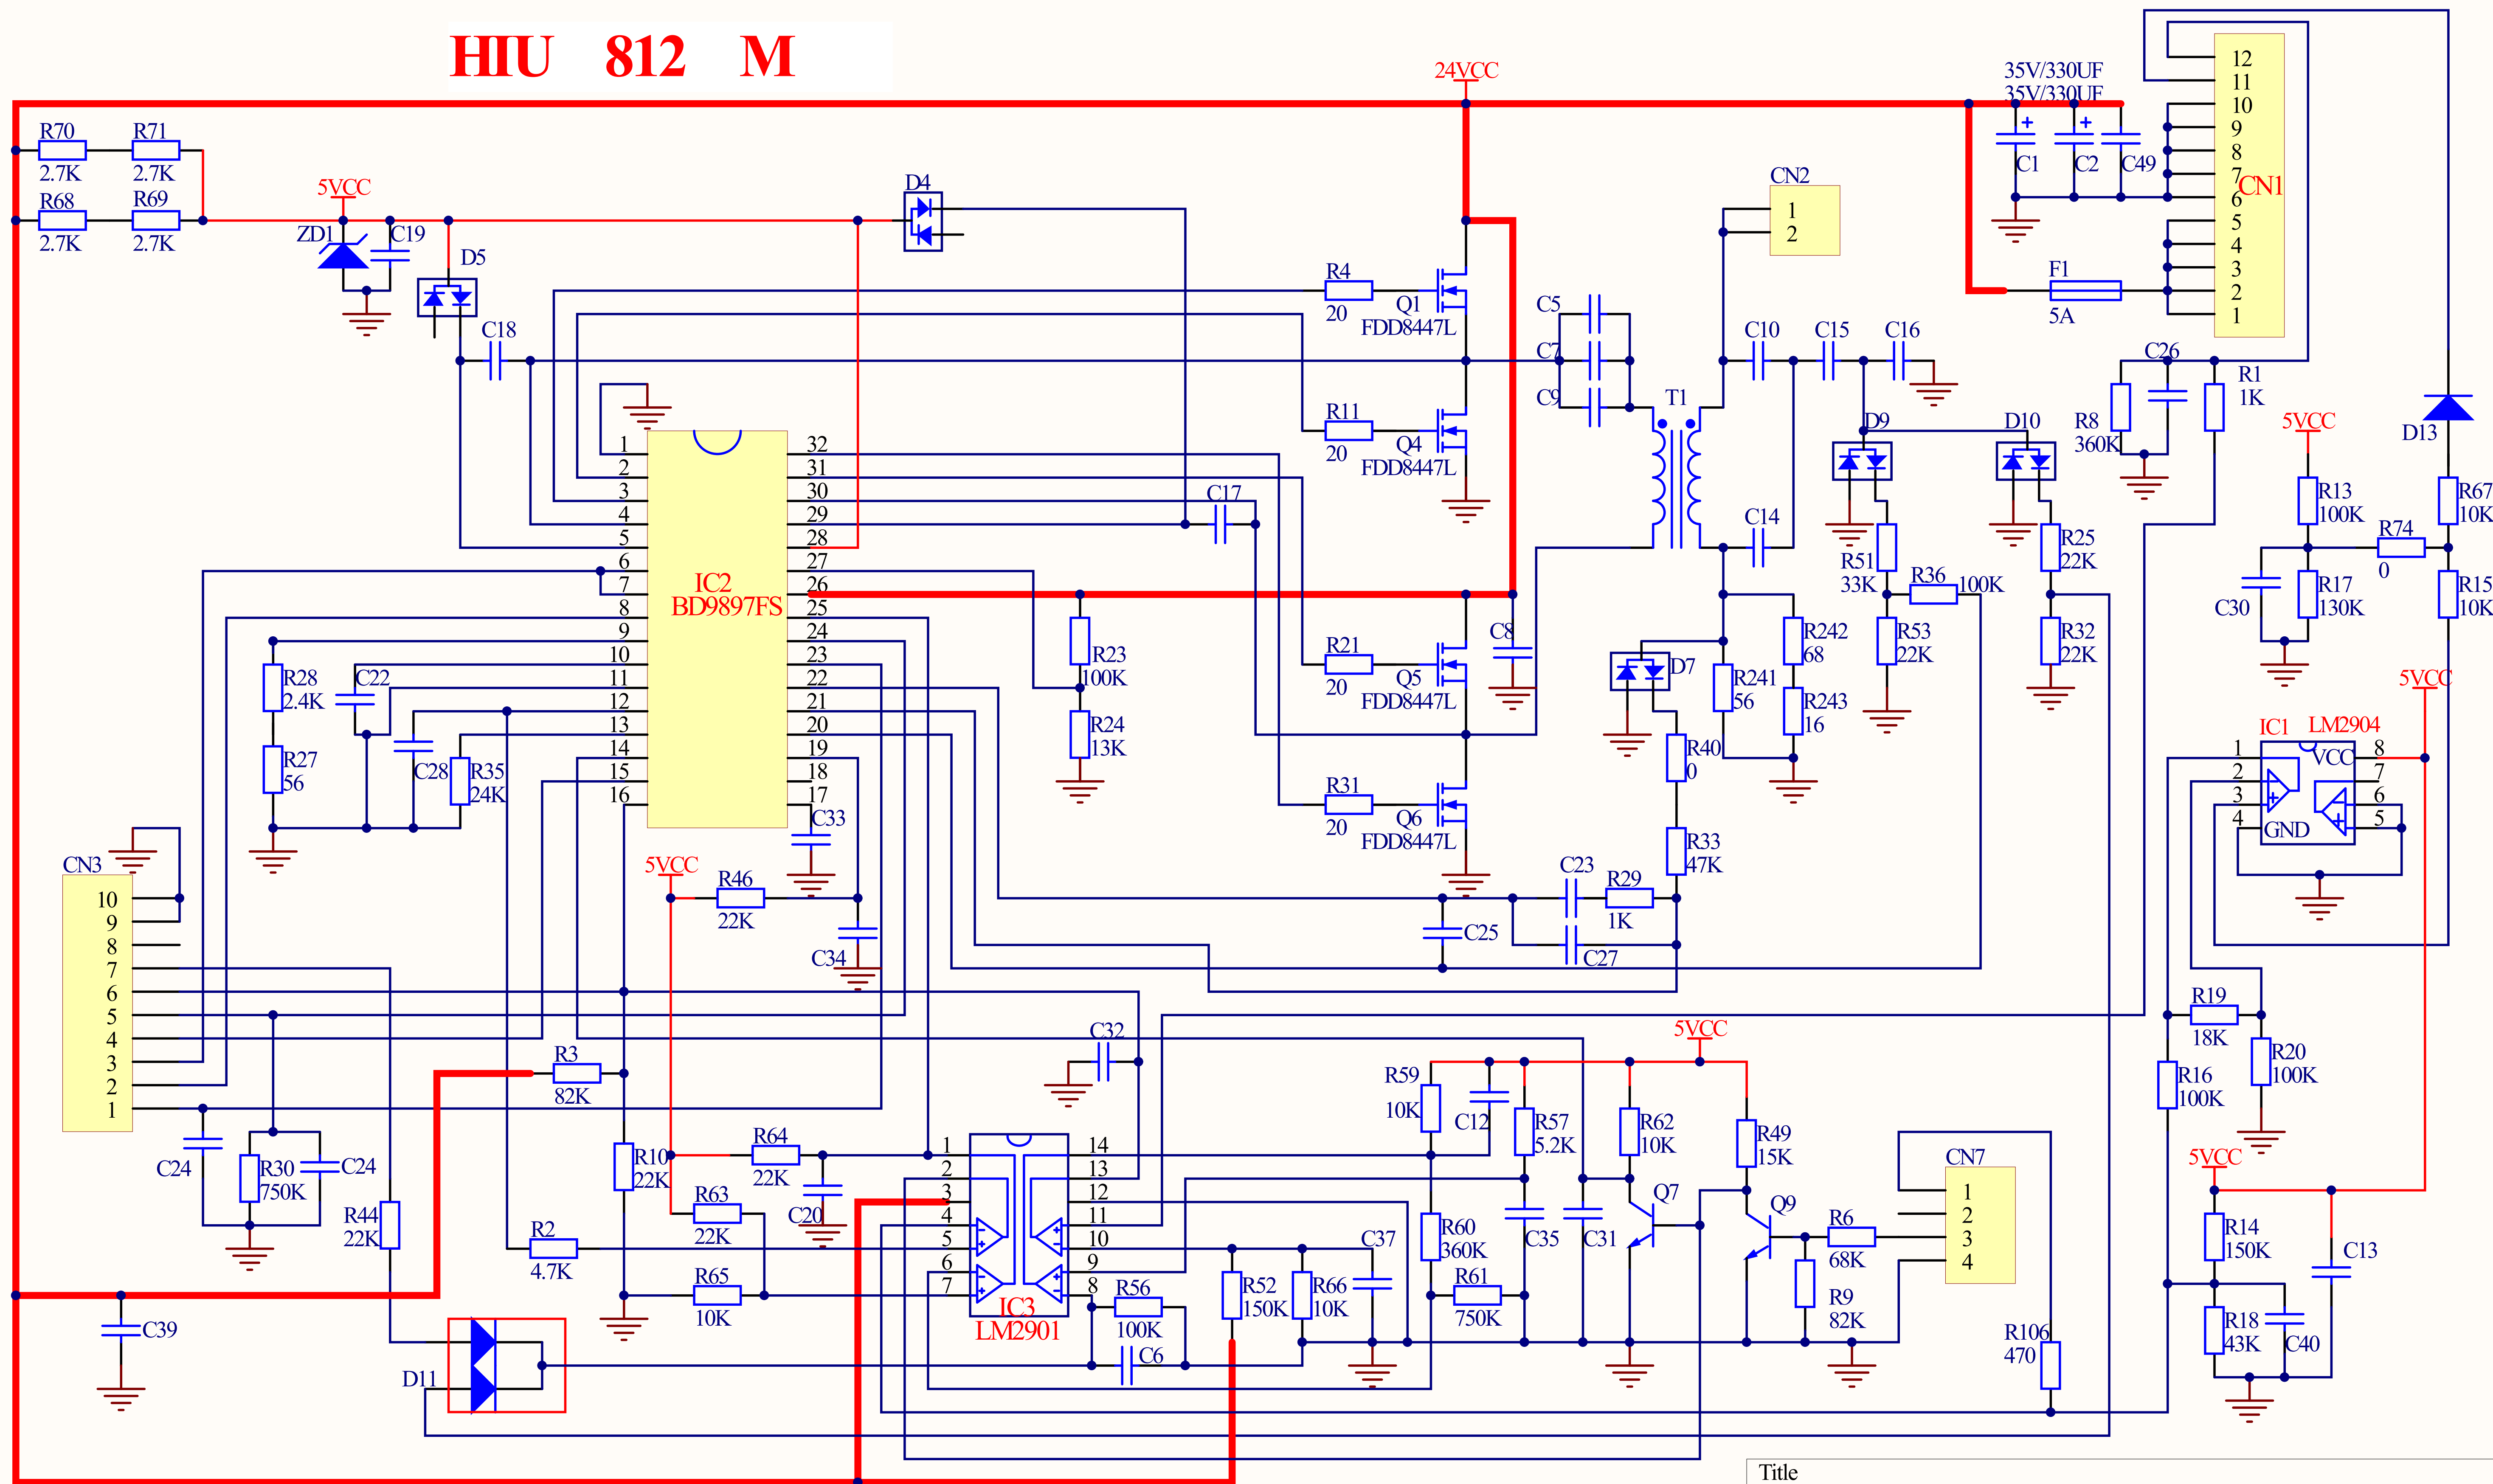 HIU 812 M
24VCC
35V/330UF
35V/330UF
C1
C2
C49
12
11
10
9
8
7
6
5
4
3
2
1
CN1
R70
2.7K
R71
2.7K
R68
2.7K
R69
2.7K
5VCC
ZD1
C19
D5
D4
C18
CN2
1
2
F1
5A
R4
20
Q1
FDD8447L
R11
20
Q4
FDD8447L
C5
C7
C9
T1
C10
C15
C16
C14
D9
D10
C26
R8
360K
R1
1K
5VCC
D13
R13
100K
R67
10K
R74
0
R17
130K
R15
10K
C30
1
2
3
4
5
6
7
8
9
10
11
12
13
14
15
16
32
31
30
29
28
27
26
25
24
23
22
21
20
19
18
17
IC2
BD9897FS
C17
R51
33K
R36
100K
R53
22K
R25
22K
R32
22K
R28
2.4K
C22
R27
56
C28
R35
24K
R23
100K
R24
13K
R21
20
Q5
FDD8447L
C8
R31
20
Q6
FDD8447L
D7
R241
56
R242
68
R243
16
R40
0
R33
47K
5VCC
IC1
LM2904
1
2
3
4
8
7
6
5
VCC
GND
C33
5VCC
R46
22K
C34
C23
R29
1K
C25
C27
CN3
10
9
8
7
6
5
4
3
2
1
R3
82K
C32
R19
18K
R20
100K
R16
100K
5VCC
R59
10K
C12
R57
5.2K
R62
10K
R49
15K
C24
R30
750K
C24
R44
22K
R10
22K
R64
22K
R63
22K
C20
R2
4.7K
R65
10K
1
2
3
4
5
6
7
14
13
12
11
10
9
8
IC3
LM2901
R56
100K
C6
R52
150K
R66
10K
C37
R60
360K
R61
750K
C35
C31
Q7
Q9
R6
68K
R9
82K
CN7
1
2
3
4
R106
470
5VCC
R14
150K
C13
R18
43K
C40
C39
D11
Title